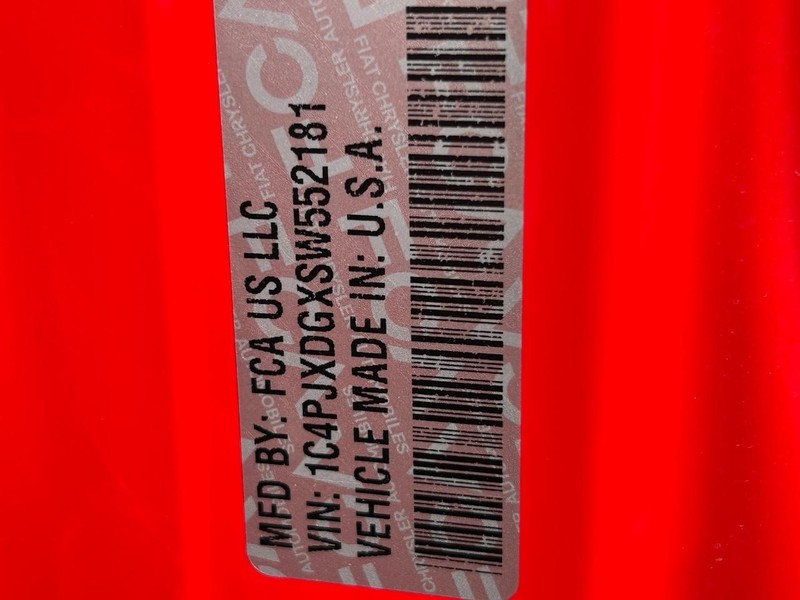 MFD BY: FCA US LLC
VIN: 1C4PJXDGXSW552181
VEHICLE MADE IN: U.S.A.